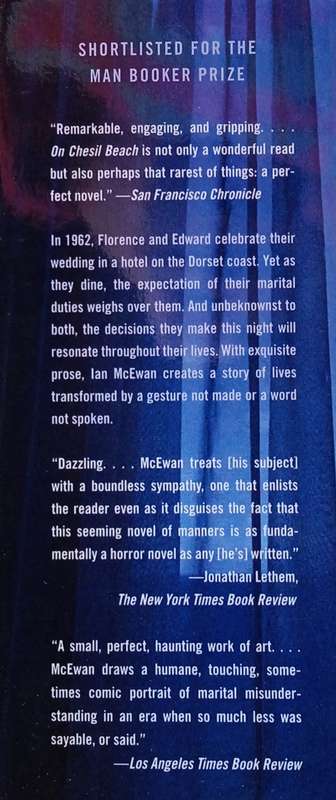 SHORTLISTED FOR THE
MAN BOOKER PRIZE
“Remarkable, engaging, and gripping. . . .
On Chesil Beach is not only a wonderful read
but also perhaps that rarest of things: a per-
fect novel.” —San Francisco Chronicle
In 1962, Florence and Edward celebrate their
wedding in a hotel on the Dorset coast. Yet as
they dine, the expectation of their marital
duties weighs over them. And unbeknownst to
both, the decisions they make this night will
resonate throughout their lives. With exquisite
prose, Ian McEwan creates a story of lives
transformed by a gesture not made or a word
not spoken.
“Dazzling. . . . McEwan treats [his subject]
with a boundless sympathy, one that enlists
the reader even as it disguises the fact that
this seeming novel of manners is as funda-
mentally a horror novel as any [he’s] written.”
—Jonathan Lethem,
The New York Times Book Review
“A small, perfect, haunting work of art. . . .
McEwan draws a humane, touching, some-
times comic portrait of marital misunder-
standing in an era when so much less was
sayable, or said.”
—Los Angeles Times Book Review